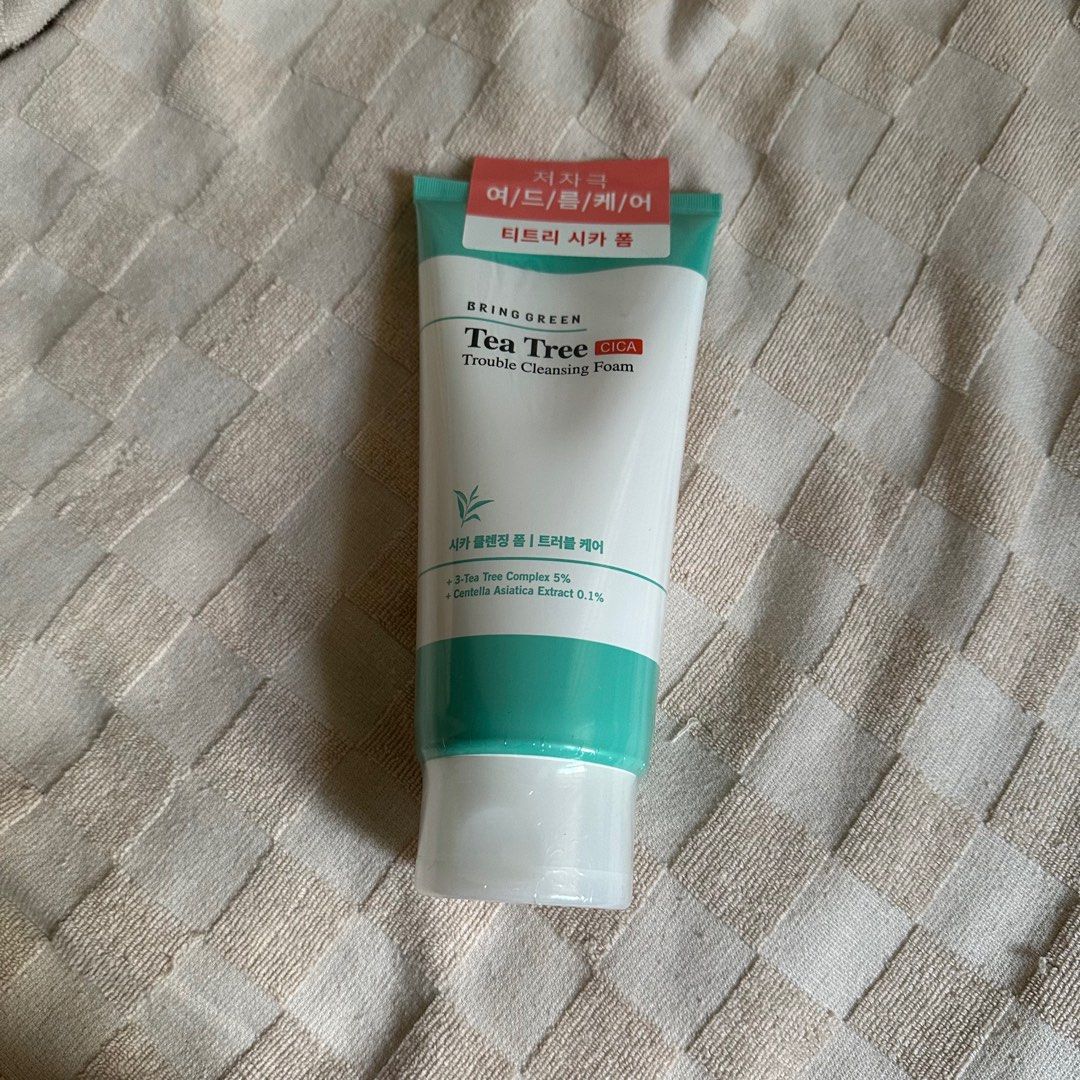 저자극
여/드/름/케/어
티트리 시카 폼
BRING GREEN
Tea Tree CICA
Trouble Cleansing Foam
시카 클렌징 폼 | 트러블 케어
+ 3-Tea Tree Complex 5%
+ Centella Asiatica Extract 0.1%